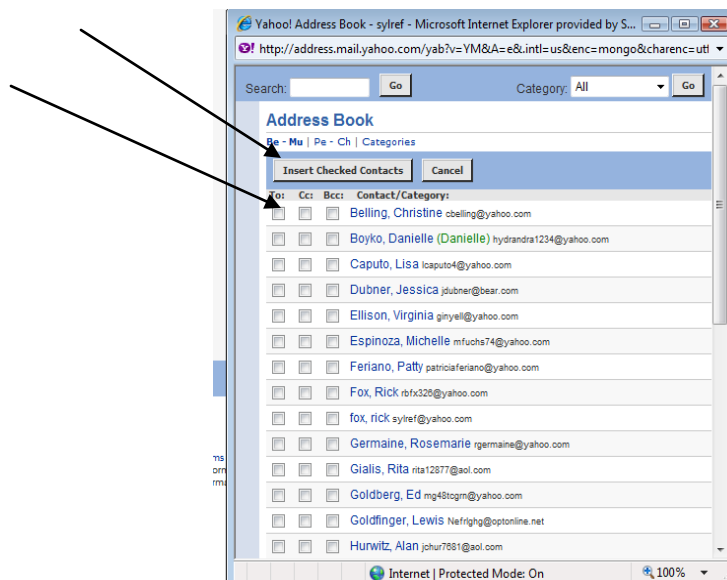 Yahoo! Address Book - sylref - Microsoft Internet Explorer provided by S...
http://address.mail.yahoo.com/yab?v=YM&A=e&.intl=us&enc=mongo&charenc=utf
Search: Go Category: All Go
Address Book
Be - Mu | Pe - Ch | Categories
Insert Checked Contacts Cancel
To: Cc: Bcc: Contact/Category:
Belling, Christine cbelling@yahoo.com
Boyko, Danielle (Danielle) hydrandra1234@yahoo.com
Caputo, Lisa lcaputo4@yahoo.com
Dubner, Jessica jdubner@bear.com
Ellison, Virginia ginyell@yahoo.com
Espinoza, Michelle mfuchs74@yahoo.com
Feriano, Patty patriciaferiano@yahoo.com
Fox, Rick rbfx326@yahoo.com
fox, rick sylref@yahoo.com
Germaine, Rosemarie rgermaine@yahoo.com
Gialis, Rita rita12877@aol.com
Goldberg, Ed mg48tcgrn@yahoo.com
Goldfinger, Lewis Nefrlghg@optonline.net
Hurwitz, Alan jchur7681@aol.com
Internet | Protected Mode: On 100%